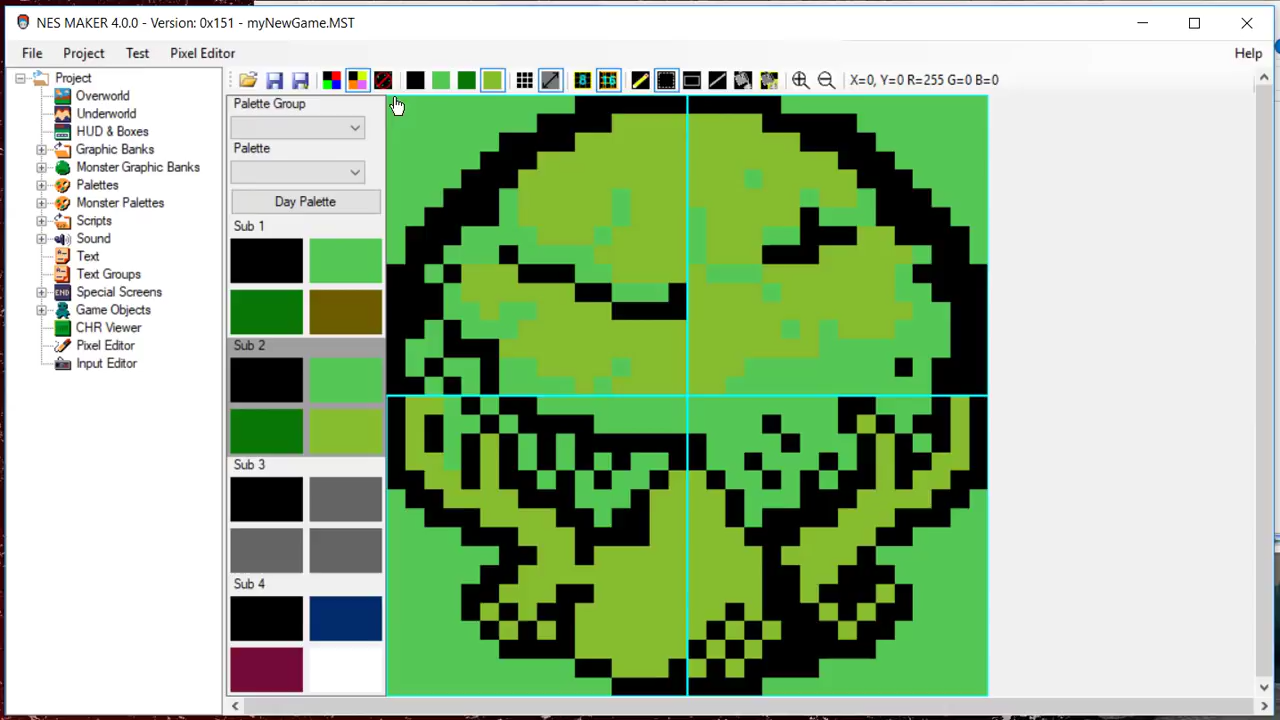 NES MAKER 4.0.0 - Version: 0x151 - myNewGame.MST
File Project Test Pixel Editor Help
8 16 X=0, Y=0 R=255 G=0 B=0
Project
Overworld
Underworld
HUD & Boxes
Graphic Banks
Monster Graphic Banks
Palettes
Monster Palettes
Scripts
Sound
Text
Text Groups
END Special Screens
Game Objects
CHR Viewer
Pixel Editor
Input Editor
Palette Group
Palette
Day Palette
Sub 1
Sub 2
Sub 3
Sub 4